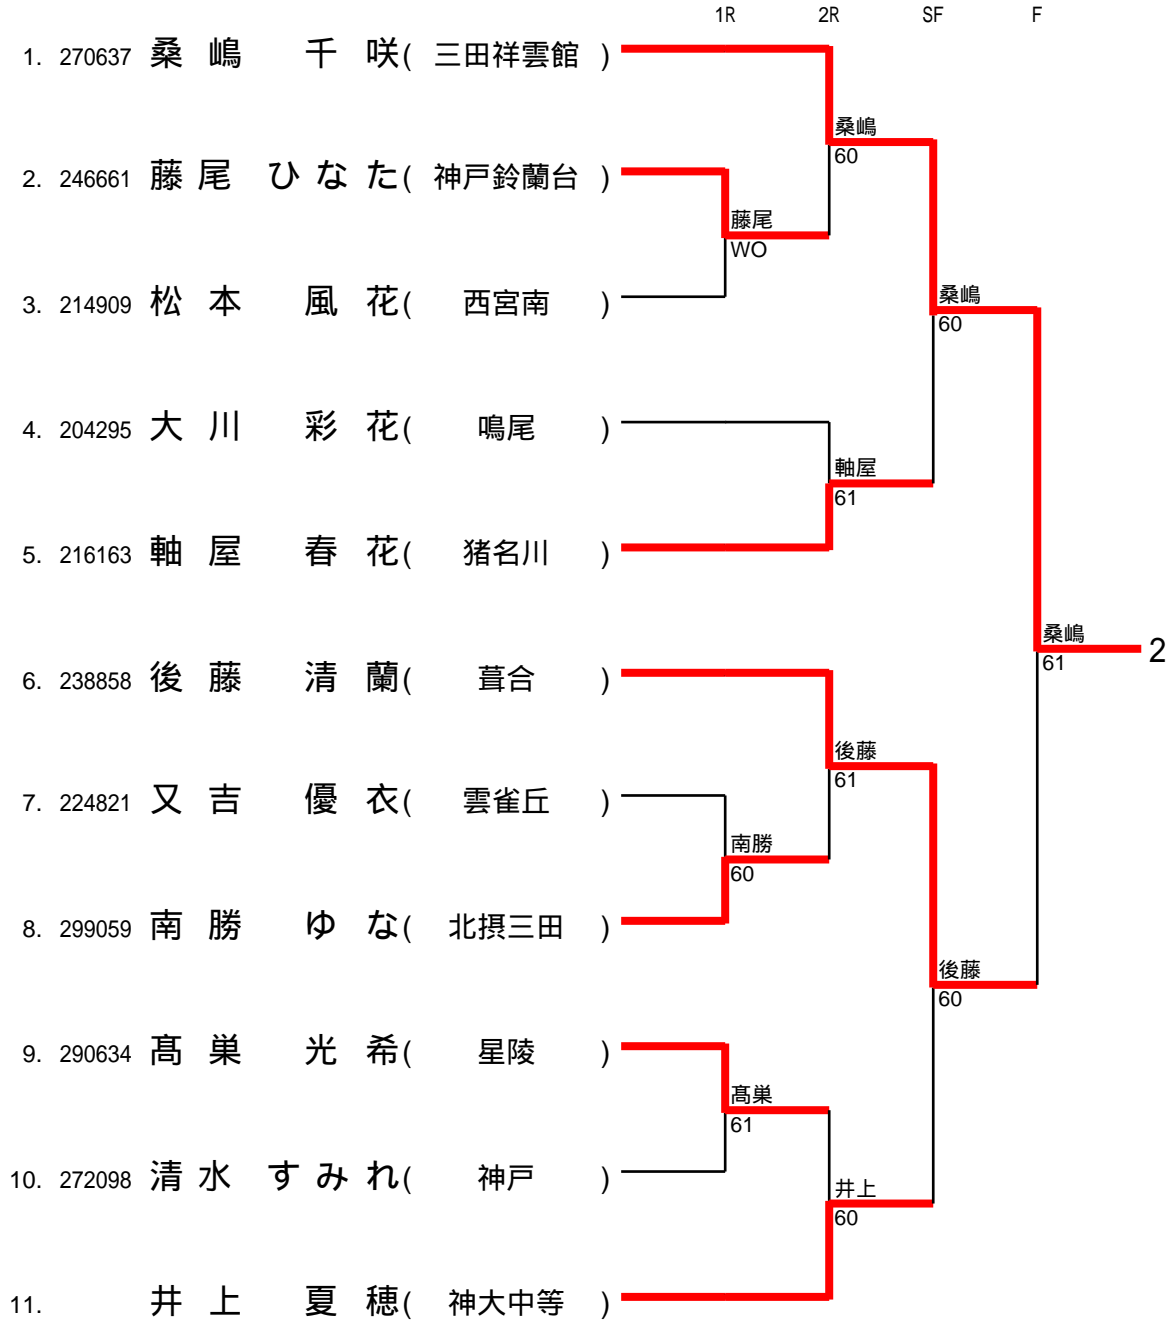 1R 2R SF F
1. 270637 桑嶋 千咲( 三田祥雲館 )
桑嶋
60
2. 246661 藤尾 ひなた( 神戸鈴蘭台 )
藤尾
WO
3. 214909 松本 風花( 西宮南 )
桑嶋
60
4. 204295 大川 彩花( 鳴尾 )
軸屋
61
5. 216163 軸屋 春花( 猪名川 )
桑嶋
61
2
6. 238858 後藤 清蘭( 葺合 )
後藤
61
7. 224821 又吉 優衣( 雲雀丘 )
南勝
60
8. 299059 南勝 ゆな( 北摂三田 )
後藤
60
9. 290634 髙巣 光希( 星陵 )
髙巣
61
10. 272098 清水 すみれ( 神戸 )
井上
60
11. 井上 夏穂( 神大中等 )